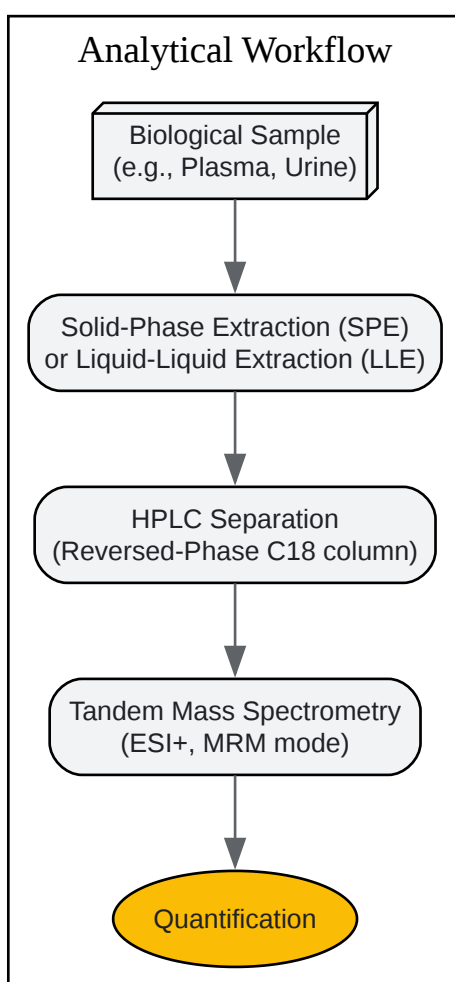 Analytical Workflow
Biological Sample
(e.g., Plasma, Urine)
Solid-Phase Extraction (SPE)
or Liquid-Liquid Extraction (LLE)
HPLC Separation
(Reversed-Phase C18 column)
Tandem Mass Spectrometry
(ESI+, MRM mode)
Quantification